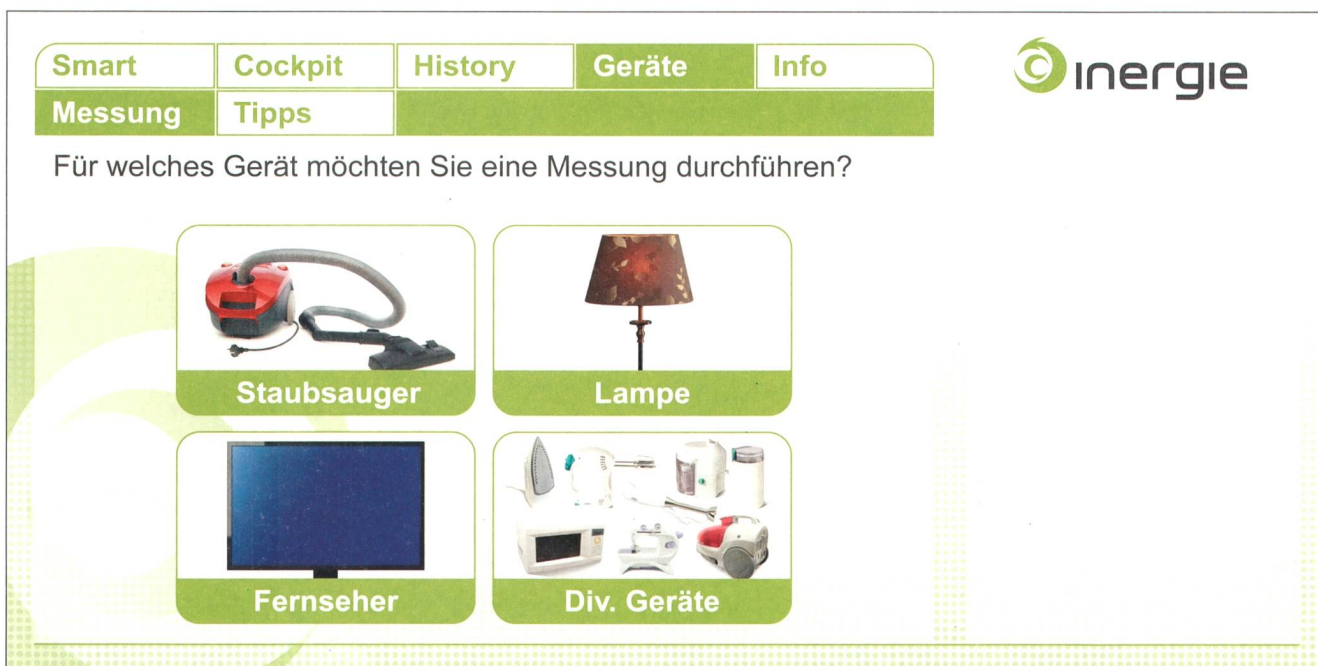 Smart Cockpit History Geräte Info
inergie
Messung Tipps
Für welches Gerät möchten Sie eine Messung durchführen?
Staubsauger Lampe
Fernseher Div. Geräte